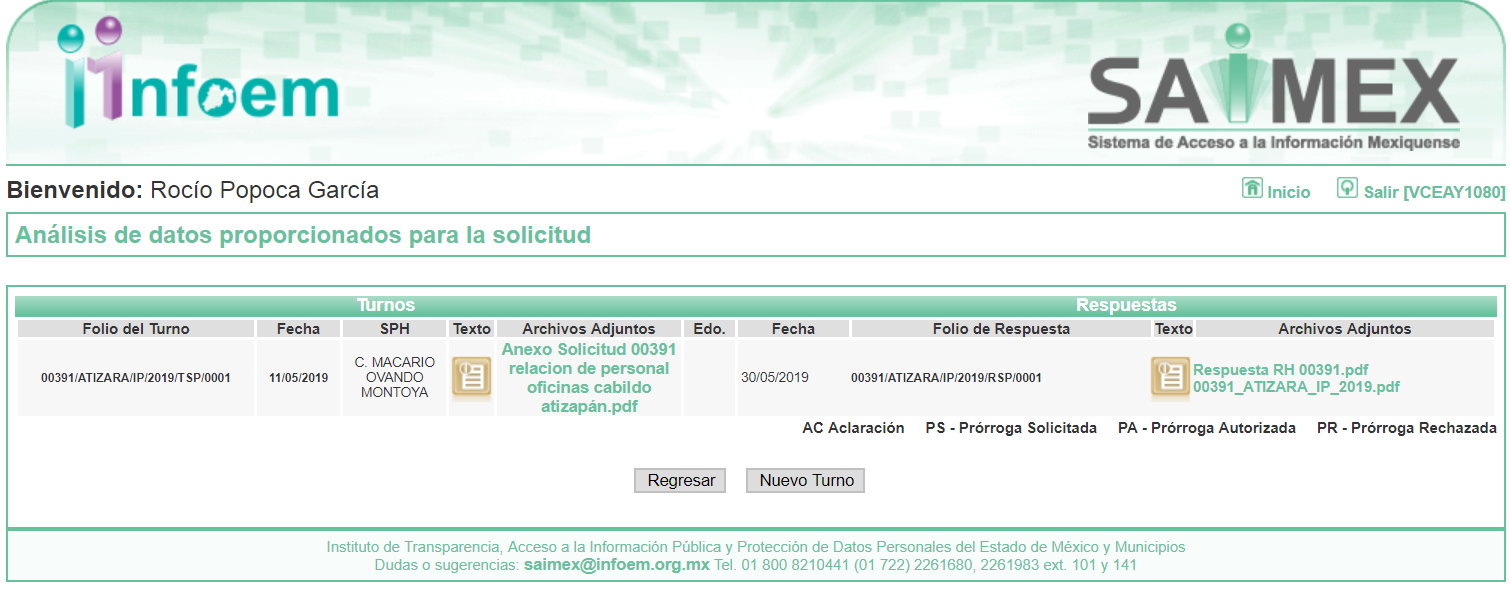 infoem
SAIMEX
Sistema de Acceso a la Información Mexiquense
Bienvenido: Rocío Popoca García
Inicio Salir [VCEAY1080]
Análisis de datos proporcionados para la solicitud
Turnos Respuestas
Folio del Turno Fecha SPH Texto Archivos Adjuntos Edo. Fecha Folio de Respuesta Texto Archivos Adjuntos
00391/ATIZARA/IP/2019/TSP/0001 11/05/2019
C. MACARIO
OVANDO
MONTOYA
Anexo Solicitud 00391
relacion de personal
oficinas cabildo
atizapán.pdf
30/05/2019 00391/ATIZARA/IP/2019/RSP/0001
Respuesta RH 00391.pdf
00391_ATIZARA_IP_2019.pdf
AC Aclaración PS - Prórroga Solicitada PA - Prórroga Autorizada PR - Prórroga Rechazada
Regresar Nuevo Turno
Instituto de Transparencia, Acceso a la Información Pública y Protección de Datos Personales del Estado de México y Municipios
Dudas o sugerencias: saimex@infoem.org.mx Tel. 01 800 8210441 (01 722) 2261680, 2261983 ext. 101 y 141